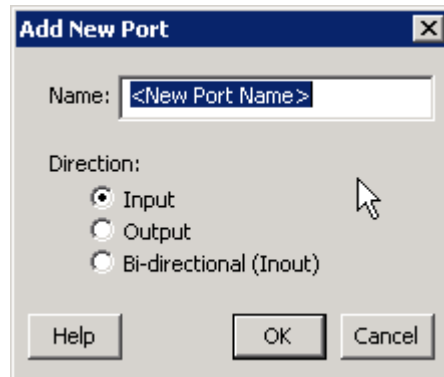 Add New Port
Name: <New Port Name>
Direction:
Input
Output
Bi-directional (Inout)
Help OK Cancel